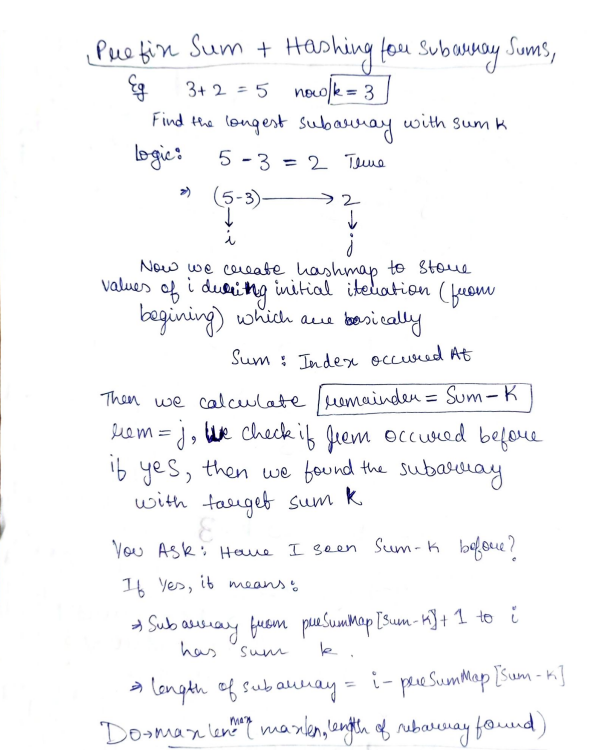 Prefix Sum + Hashing for Subarray Sums,
Eg 3+2 = 5 now k = 3
Find the longest subarray with sum k
Logic: 5 - 3 = 2 True
⇒ (5-3) → 2
↓ ↓
i j
Now we create hashmap to store
values of i during initial iteration (from
begining) which are basically
Sum : Index occured At
Then we calculate remainder = Sum - K
rem = j, We check if rem occured before
if yes, then we found the subarray
with target sum k
You Ask : Have I seen Sum-k before?
If Yes, it means:
⇒ Subarray from preSumMap[sum-k]+1 to i
has sum k.
⇒ length of subarray = i - preSumMap[Sum-k]
Do → maxlen = max (maxlen, length of subarray found)